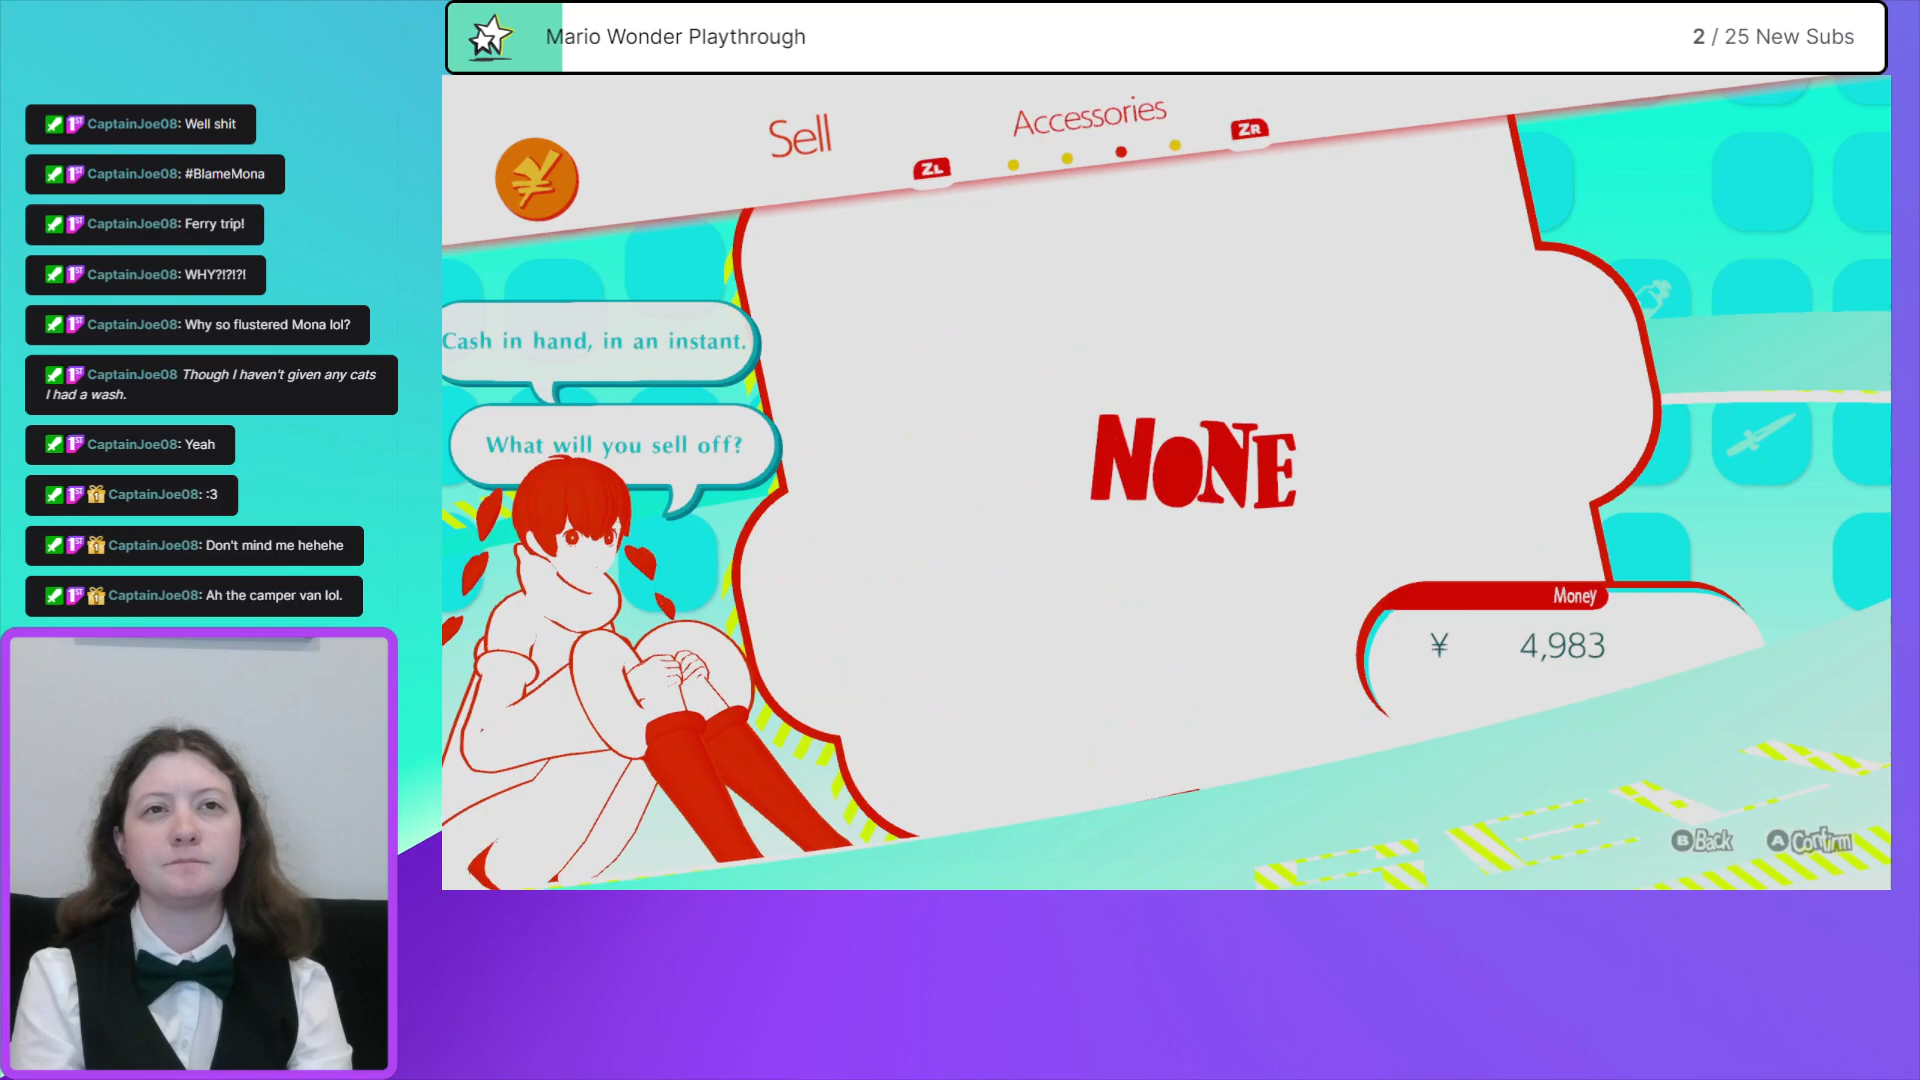 Mario Wonder Playthrough
2 / 25 New Subs
CaptainJoe08: Well shit
CaptainJoe08: #BlameMona
CaptainJoe08: Ferry trip!
CaptainJoe08: WHY?!?!?!
CaptainJoe08: Why so flustered Mona lol?
CaptainJoe08 Though I haven't given any cats
I had a wash.
CaptainJoe08: Yeah
CaptainJoe08: :3
CaptainJoe08: Don't mind me hehehe
CaptainJoe08: Ah the camper van lol.
Sell
ZL
Accessories
ZR
Cash in hand, in an instant.
What will you sell off?
NONE
Money
¥ 4,983
SELL
B Back
A Confirm